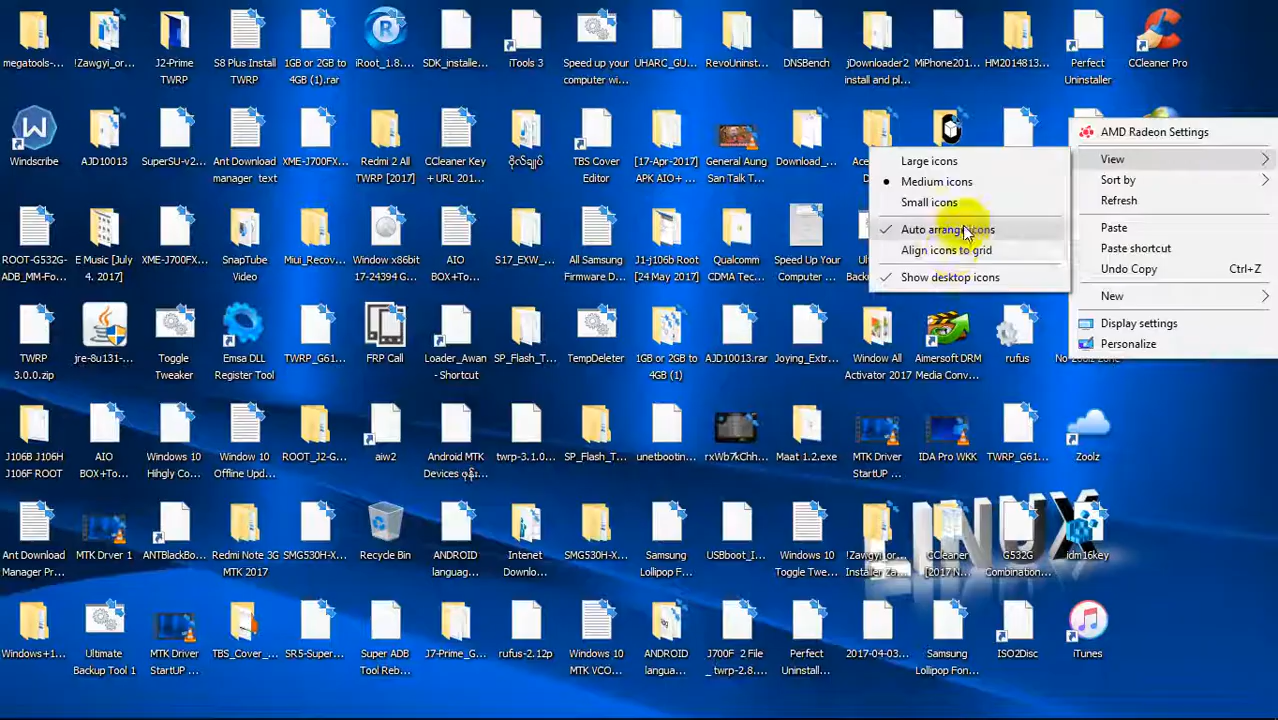 megatools-...
!Zawgyi_or...
J2-Prime
TWRP
S8 Plus Install
TWRP
1GB or 2GB to
4GB (1).rar
iRoot_1.8....
SDK_installe...
iTools 3
Speed up your
computer wi...
UHARC_GU...
RevoUninst...
DNSBench
jDownloader2
install and pl...
MiPhone201...
HM2014813...
Perfect
Uninstaller
CCleaner Pro
Windscribe
AJD10013
SuperSU-v2...
Ant Download
manager text
XME-J700FX...
Redmi 2 All
TWRP [2017]
CCleaner Key
+ URL 201...
ဗိုလ်ချုပ်
TBS Cover
Editor
[17-Apr-2017]
APK AIO+ ...
General Aung
San Talk T...
Download_...
AMD Radeon Settings
View
Sort by
Refresh
Paste
Paste shortcut
Undo Copy Ctrl+Z
New
Display settings
Personalize
Large icons
Medium icons
Small icons
Auto arrange icons
Align icons to grid
Show desktop icons
ROOT-G532G-
ADB_MM-Fo...
E Music [July
4. 2017]
XME-J700F...
SnapTube
Video
Miui_Recov...
Window x86bit
17-24394 G...
AIO
BOX+To...
S17_EXW_...
All Samsung
Firmware D...
J1-j106b Root
[24 May 2017]
Qualcomm
CDMA Tec...
Speed Up Your
Computer ...
TWRP
3.0.0.zip
jre-8u131-...
Toggle
Tweaker
Emsa DLL
Register Tool
TWRP_G61...
FRP Call
Loader_Awan
- Shortcut
SP_Flash_T...
TempDeleter
1GB or 2GB to
4GB (1)
AJD10013.rar
Joying_Extr...
Window All
Activator 2017
Aimersoft DRM
Media Conv...
rufus
J106B J106H
J106F ROOT
AIO
BOX+To...
Windows 10
Hihgly Co...
Window 10
Offline Upd...
ROOT_J2-G...
aiw2
Android MTK
Devices ဖုန်း...
twrp-3.1.0...
SP_Flash_T...
unetbootin...
rxWb7kChh...
Maat 1.2.exe
MTK Driver
StartUP ...
IDA Pro WKK
TWRP_G61...
Zoolz
Ant Download
Manager Pr...
MTK Driver 1
ANTBlackBo...
Redmi Note 3G
MTK 2017
SMG530H-X...
Recycle Bin
ANDROID
languag...
Intenet
Downlo...
SMG530H-X...
Samsung
Lollipop F...
USBboot_I...
Windows 10
Toggle Twe...
!Zawgyi_or...
Installer Za...
CCleaner
[2017 N...
G532G
Combination...
idm16key
LINUX
Windows+1...
Ultimate
Backup Tool 1
MTK Driver
StartUP ...
TBS_Cover_...
SR5-Super...
Super ADB
Tool Reb...
J7-Prime_G...
rufus-2.12p
Windows 10
MTK VCO...
ANDROID
langua...
J700F 2 File
_ twrp-2.8....
Perfect
Uninstall...
2017-04-03...
Samsung
Lollipop Fon...
ISO2Disc
iTunes